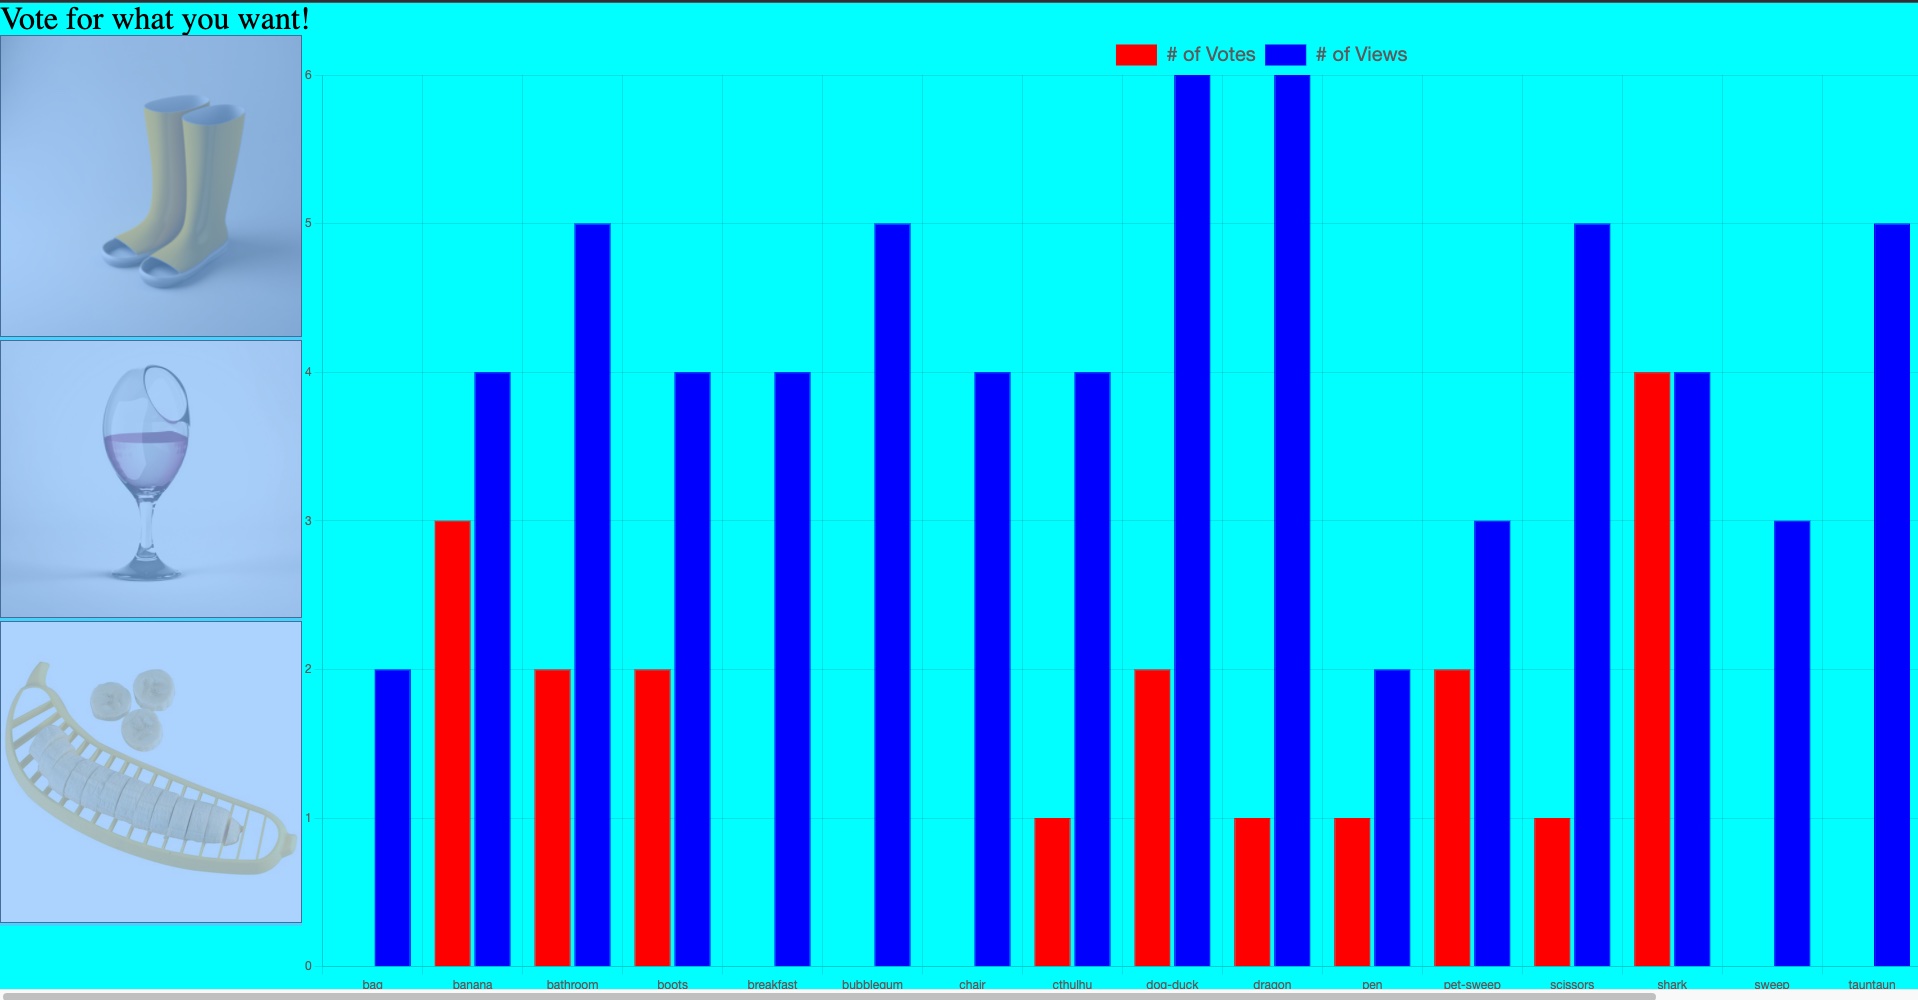 Vote for what you want!
# of Votes # of Views
6
5
4
3
2
1
0
bag banana bathroom boots breakfast bubblegum chair cthulhu dog-duck dragon pen pet-sweep scissors shark sweep tauntaun